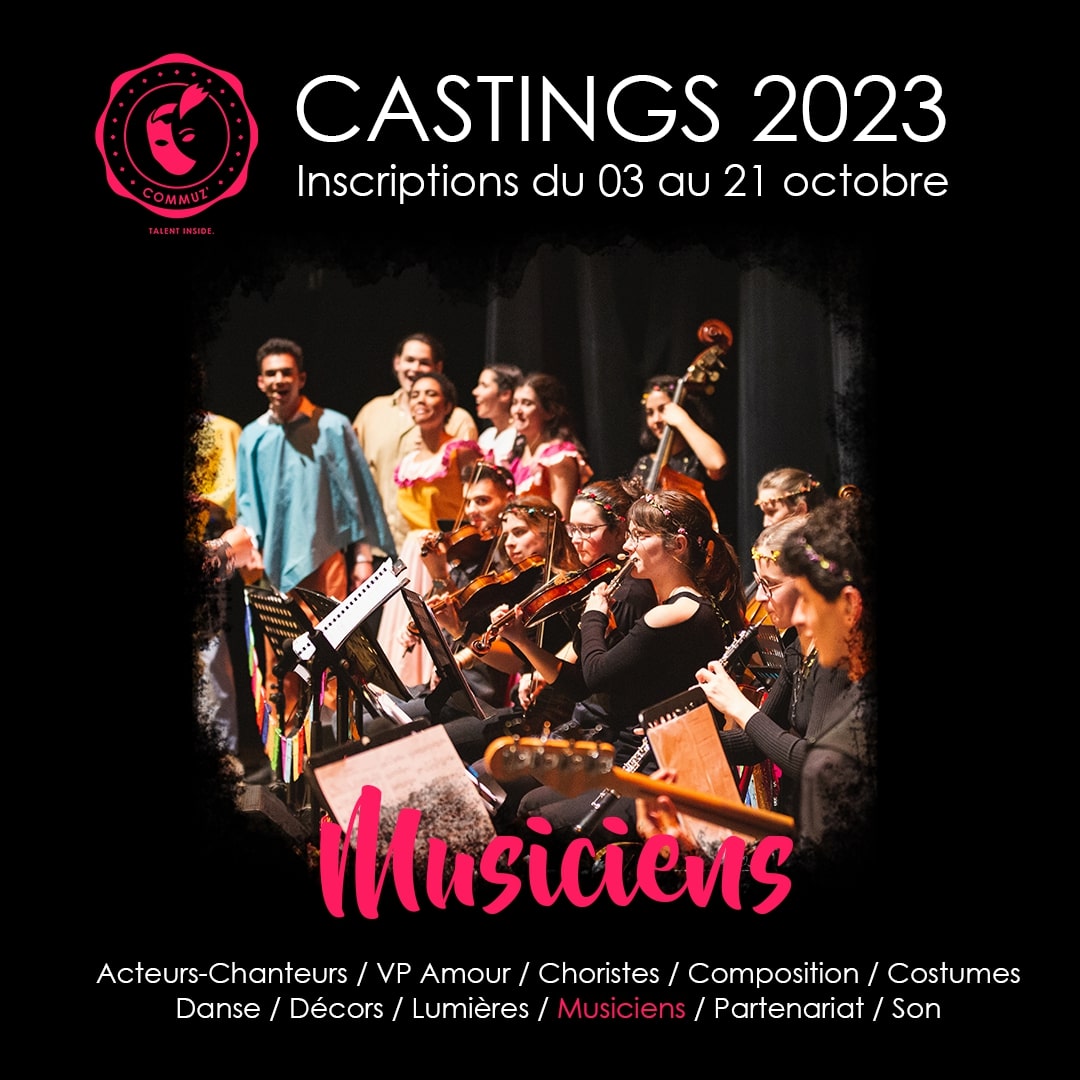 COMMUZ'
TALENT INSIDE.
CASTINGS 2023
Inscriptions du 03 au 21 octobre
Musiciens
Acteurs-Chanteurs / VP Amour / Choristes / Composition / Costumes
Danse / Décors / Lumières / Musiciens / Partenariat / Son